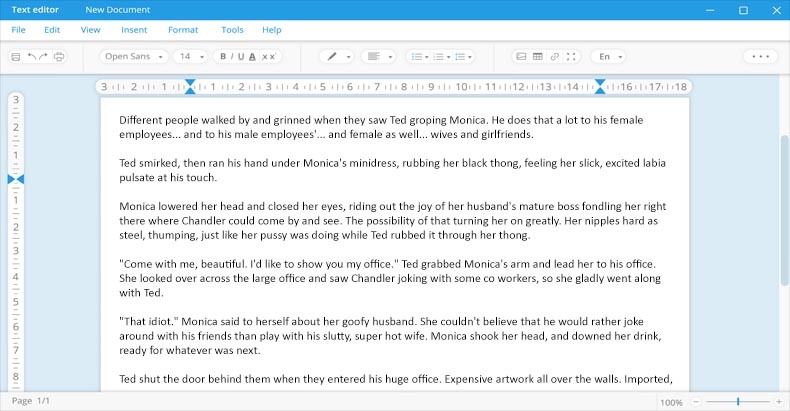 Text editor New Document
File Edit View Insert Format Tools Help
Open Sans 14 B I U A x x' En
3 2 1 1 2 3 4 5 6 7 8 9 10 11 12 13 14 16 17 18
3
2
1
1
2
3
4
5
6
7
8
Different people walked by and grinned when they saw Ted groping Monica. He does that a lot to his female
employees... and to his male employees'... and female as well... wives and girlfriends.
Ted smirked, then ran his hand under Monica's minidress, rubbing her black thong, feeling her slick, excited labia
pulsate at his touch.
Monica lowered her head and closed her eyes, riding out the joy of her husband's mature boss fondling her right
there where Chandler could come by and see. The possibility of that turning her on greatly. Her nipples hard as
steel, thumping, just like her pussy was doing while Ted rubbed it through her thong.
"Come with me, beautiful. I'd like to show you my office." Ted grabbed Monica's arm and lead her to his office.
She looked over across the large office and saw Chandler joking with some co workers, so she gladly went along
with Ted.
"That idiot." Monica said to herself about her goofy husband. She couldn't believe that he would rather joke
around with his friends than play with his slutty, super hot wife. Monica shook her head, and downed her drink,
ready for whatever was next.
Ted shut the door behind them when they entered his huge office. Expensive artwork all over the walls. Imported,
Page 1/1 100%